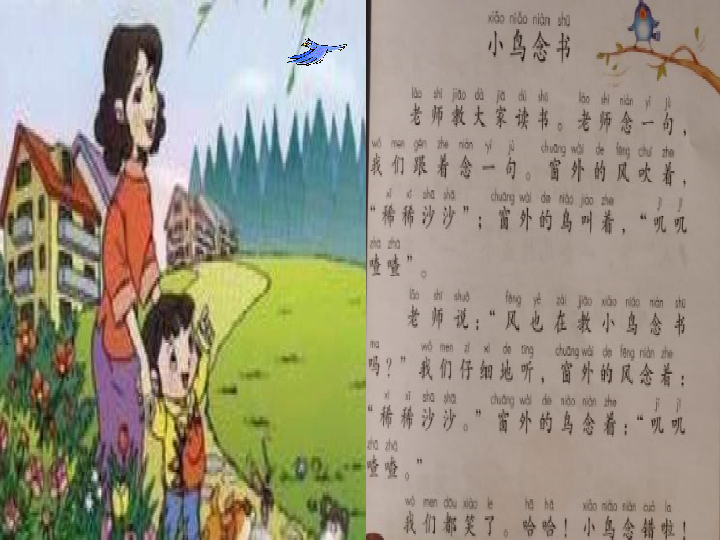 xiǎo niǎo niàn shū
小鸟念书
lǎo shī jiāo dà jiā dú shū lǎo shī niàn yí jù
老师教大家读书。老师念一句，
wǒ men gēn zhe niàn yí jù chuāng wài de fēng chuī zhe
我们跟着念一句。窗外的风吹着，
xī xī shā shā chuāng wài de niǎo jiào zhe jī jī
“稀稀沙沙”；窗外的鸟叫着，“叽叽
zhā zhā
喳喳”。
lǎo shī shuō fēng yě zài jiāo xiǎo niǎo niàn shū
老师说：“风也在教小鸟念书
ma wǒ men zǐ xì de tīng chuāng wài de fēng niàn zhe
吗？”我们仔细地听，窗外的风念着：
xī xī shā shā chuāng wài de niǎo niàn zhe jī jī
“稀稀沙沙。”窗外的鸟念着：“叽叽
zhā zhā
喳喳。”
wǒ men dōu xiào le hā hā xiǎo niǎo niàn cuò la
我们都笑了。哈哈！小鸟念错啦！